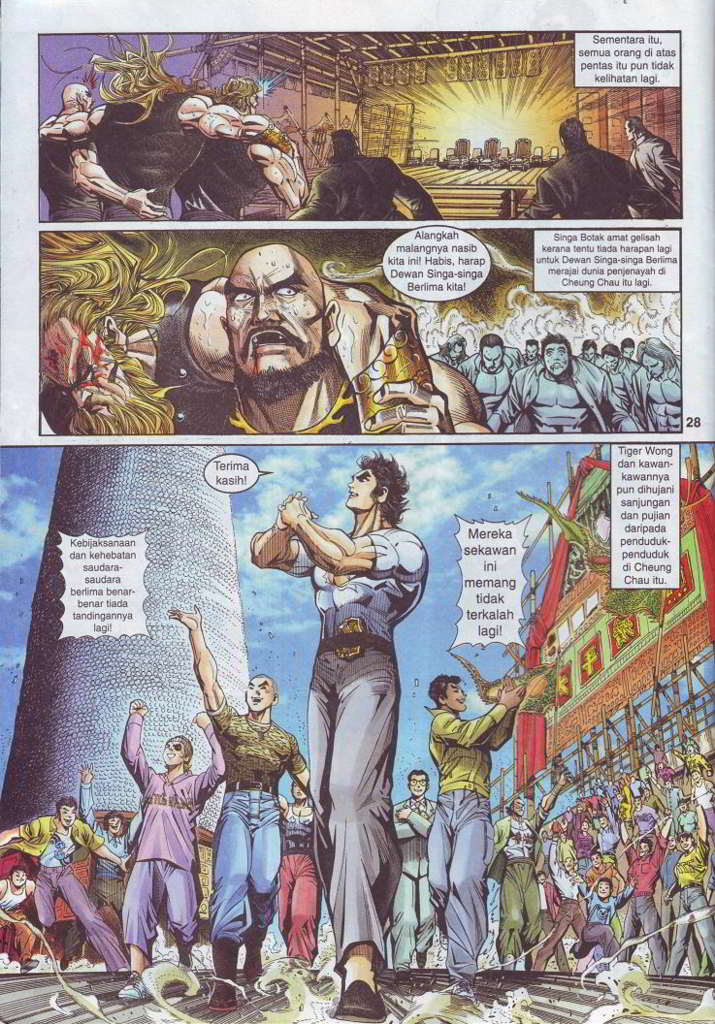 Sementara itu,
semua orang di atas
pentas itu pun tidak
kelihatan lagi.
Alangkah
malangnya nasib
kita ini! Habis, harap
Dewan Singa-singa
Berlima kita!
Singa Botak amat gelisah
kerana tentu tiada harapan lagi
untuk Dewan Singa-singa Berlima
merajai dunia penjenayah di
Cheung Chau itu lagi.
28
Terima
kasih!
Tiger Wong
dan kawan-
kawannya
pun dihujani
sanjungan
dan pujian
daripada
penduduk-
penduduk
di Cheung
Chau itu.
Kebijaksanaan
dan kehebatan
saudara-
saudara
berlima benar-
benar tiada
tandingannya
lagi!
Mereka
sekawan
ini
memang
tidak
terkalah
lagi!